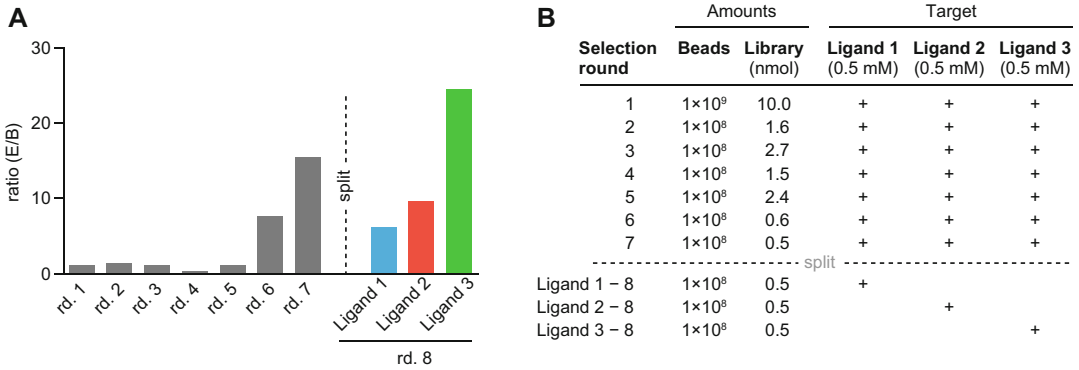 A
ratio (E/B)
30
20
10
0
split
rd. 1
rd. 2
rd. 3
rd. 4
rd. 5
rd. 6
rd. 7
Ligand 1
Ligand 2
Ligand 3
rd. 8
B
Amounts Target
Selection round Beads Library (nmol) Ligand 1 (0.5 mM) Ligand 2 (0.5 mM) Ligand 3 (0.5 mM)
1 1×10⁹ 10.0 + + +
2 1×10⁸ 1.6 + + +
3 1×10⁸ 2.7 + + +
4 1×10⁸ 1.5 + + +
5 1×10⁸ 2.4 + + +
6 1×10⁸ 0.6 + + +
7 1×10⁸ 0.5 + + +
split
Ligand 1 – 8 1×10⁸ 0.5 +
Ligand 2 – 8 1×10⁸ 0.5 +
Ligand 3 – 8 1×10⁸ 0.5 +